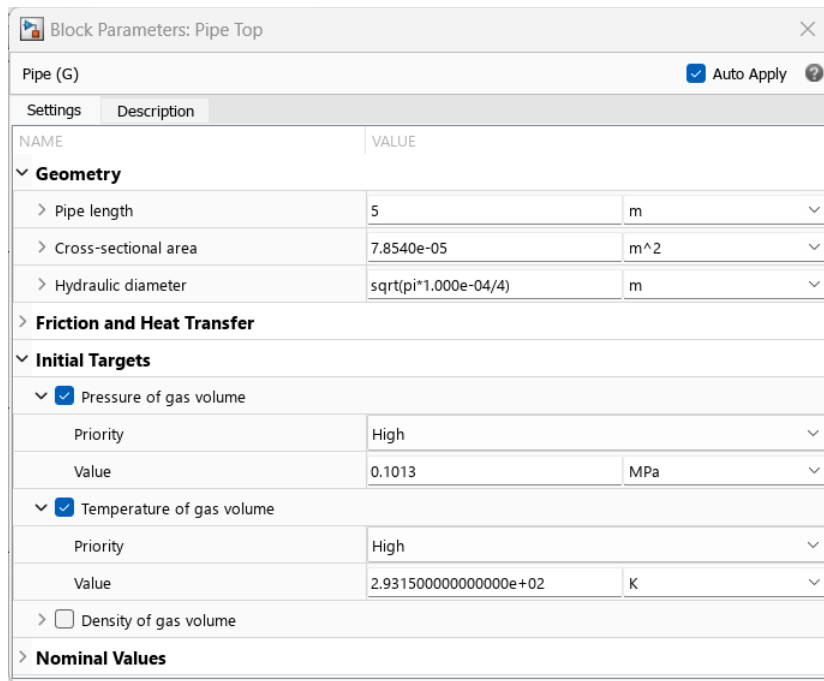 Block Parameters: Pipe Top
Pipe (G) Auto Apply ?
Settings Description
NAME VALUE
Geometry
Pipe length 5 m
Cross-sectional area 7.8540e-05 m^2
Hydraulic diameter sqrt(pi*1.000e-04/4) m
Friction and Heat Transfer
Initial Targets
Pressure of gas volume
Priority High
Value 0.1013 MPa
Temperature of gas volume
Priority High
Value 2.931500000000000e+02 K
Density of gas volume
Nominal Values